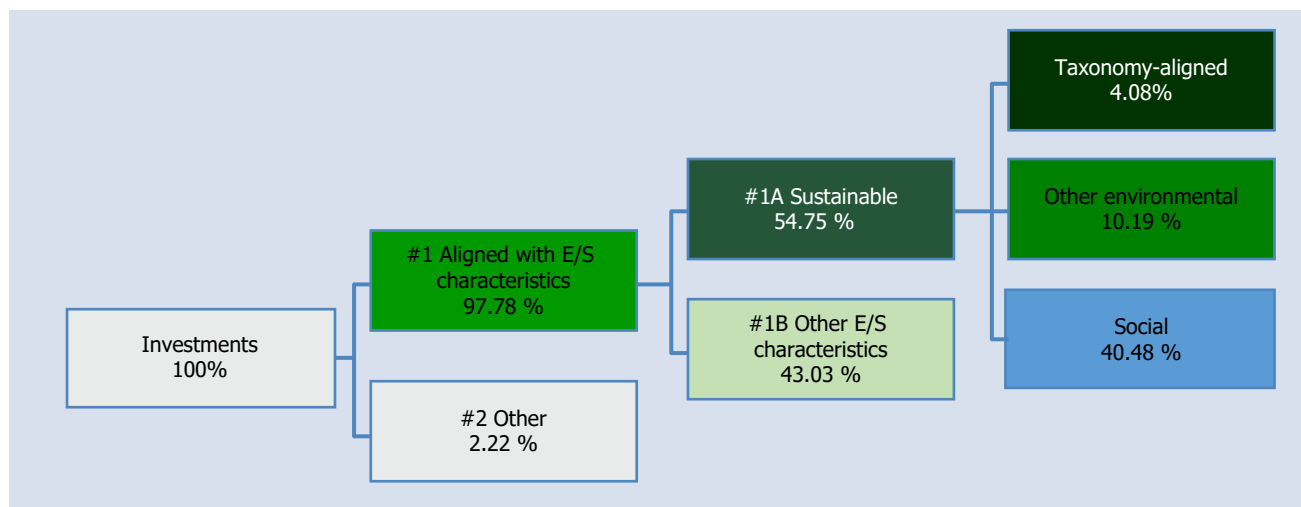 Investments
100%
#1 Aligned with E/S
characteristics
97.78 %
#2 Other
2.22 %
#1A Sustainable
54.75 %
#1B Other E/S
characteristics
43.03 %
Taxonomy-aligned
4.08%
Other environmental
10.19 %
Social
40.48 %